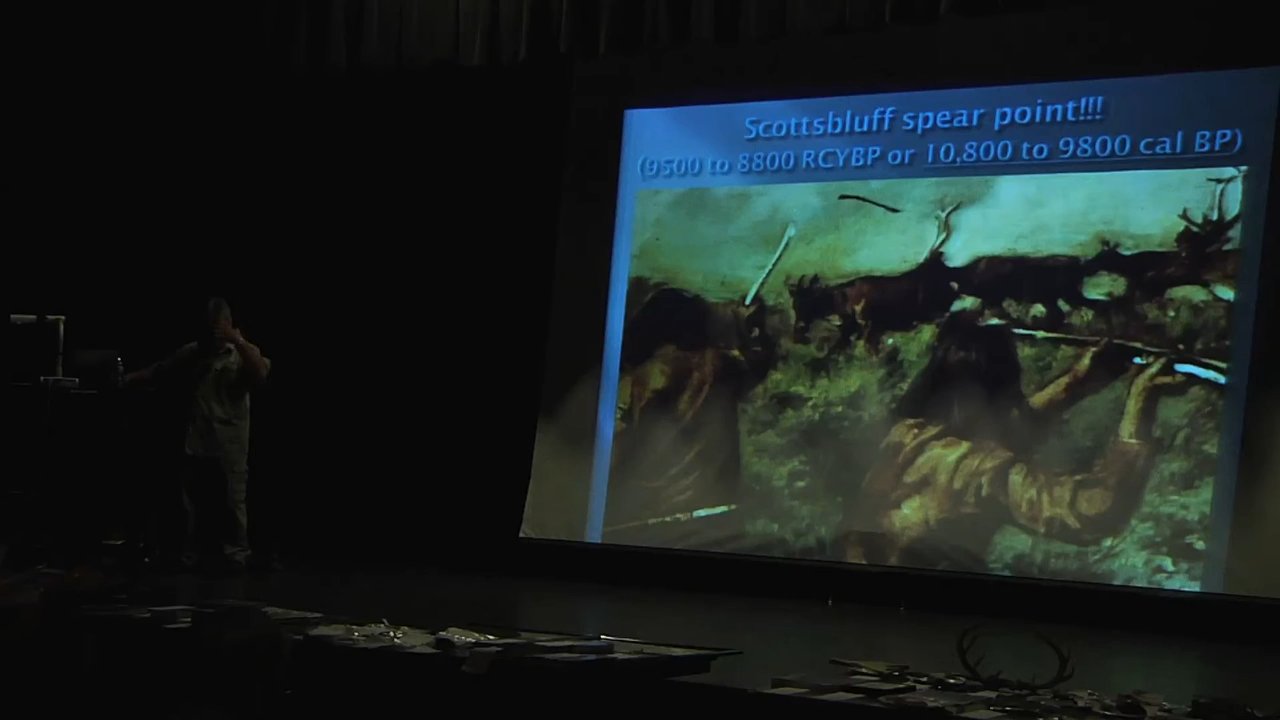 Scottsbluff spear point!!!
(9500 to 8800 RCYBP or 10,800 to 9800 cal BP)